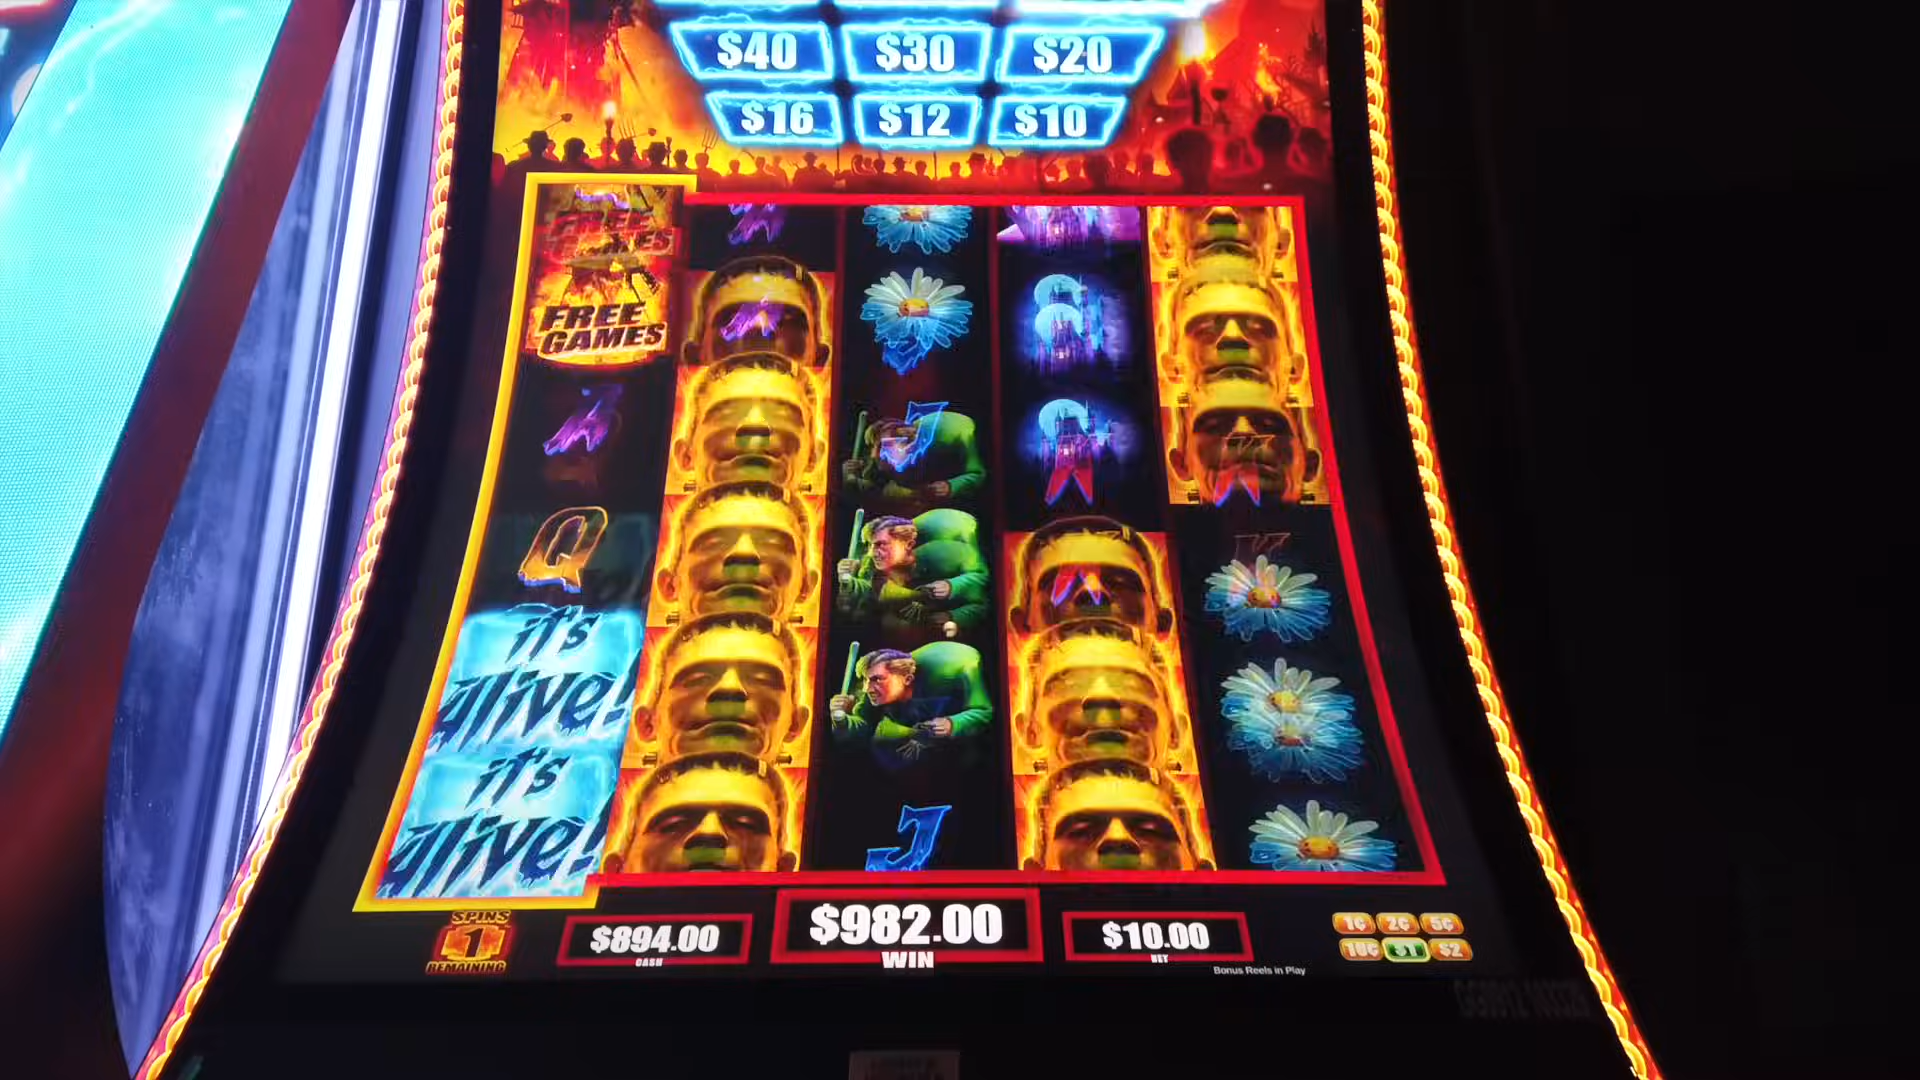 $40 $30 $20
$16 $12 $10
FREE GAMES
FREE
GAMES
J
Q
it's
Alive!
it's
Alive!
J
SPINS
1
REMAINING
$894.00
CASH
$982.00
WIN
$10.00
BET
1¢ 2¢ 5¢
10¢ $1 $2
Bonus Reels in Play